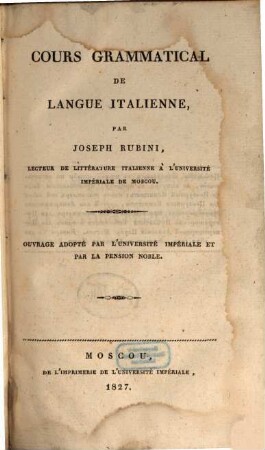 COURS GRAMMATICAL
DE
LANGUE ITALIENNE,
PAR
JOSEPH RUBINI,
LECTEUR DE LITTÉRATURE ITALIENNE À L'UNIVERSITÉ
IMPÉRIALE DE MOSCOU.
OUVRAGE ADOPTÉ PAR L'UNIVERSITÉ IMPÉRIALE ET
PAR LA PENSION NOBLE.
MOSCOU,
DE L'IMPRIMERIE DE L'UNIVERSITÉ IMPÉRIALE,
1827.